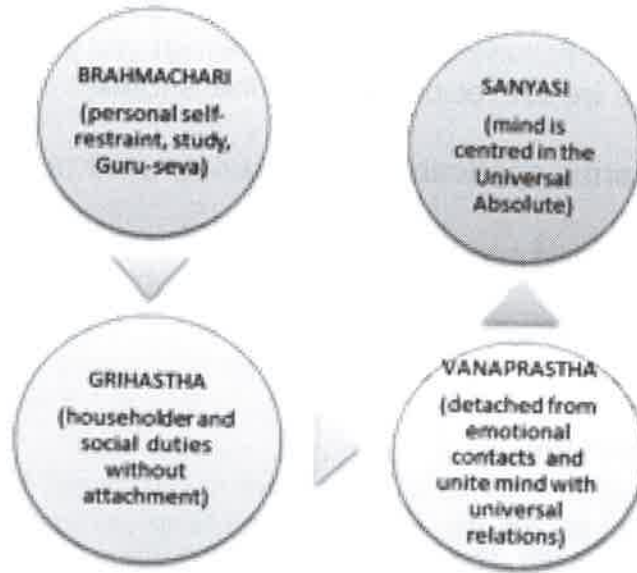 BRAHMACHARI
(personal self-
restraint, study,
Guru-seva)
GRIHASTHA
(householder and
social duties
without
attachment)
VANAPRASTHA
(detached from
emotional
contacts and
unite mind with
universal
relations)
SANYASI
(mind is
centred in the
Universal
Absolute)